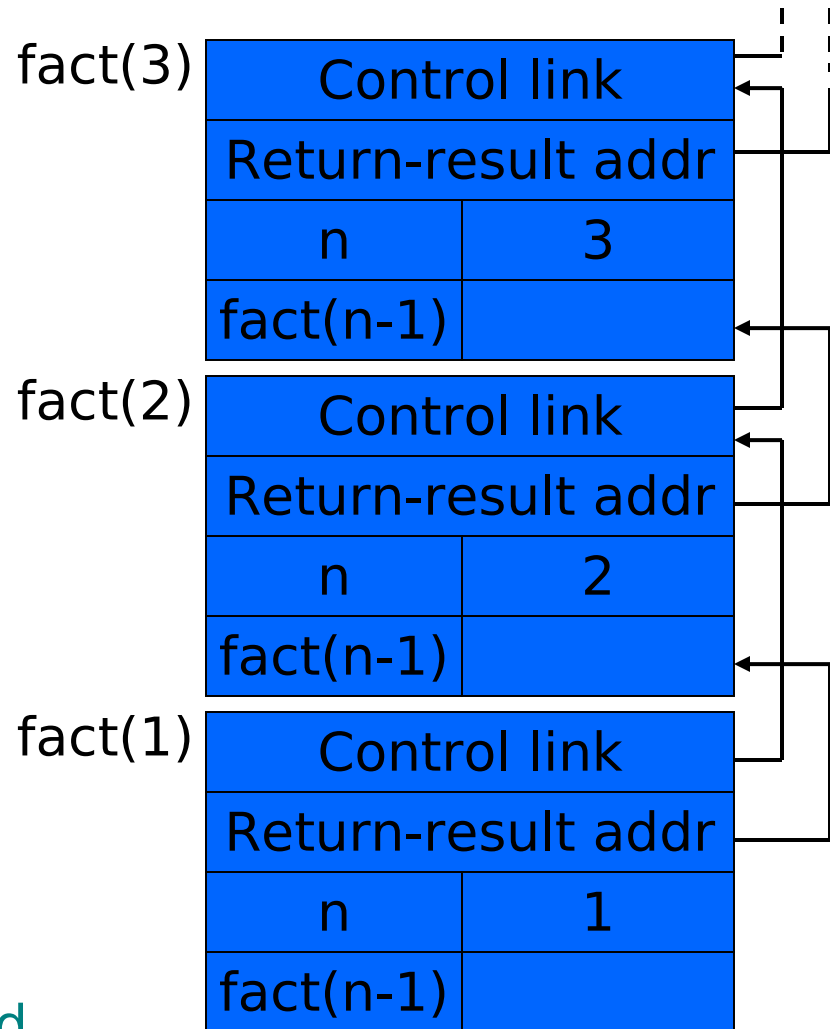 fact(3) Control link
Return-result addr
n 3
fact(n-1)
fact(2) Control link
Return-result addr
n 2
fact(n-1)
fact(1) Control link
Return-result addr
n 1
fact(n-1)
d